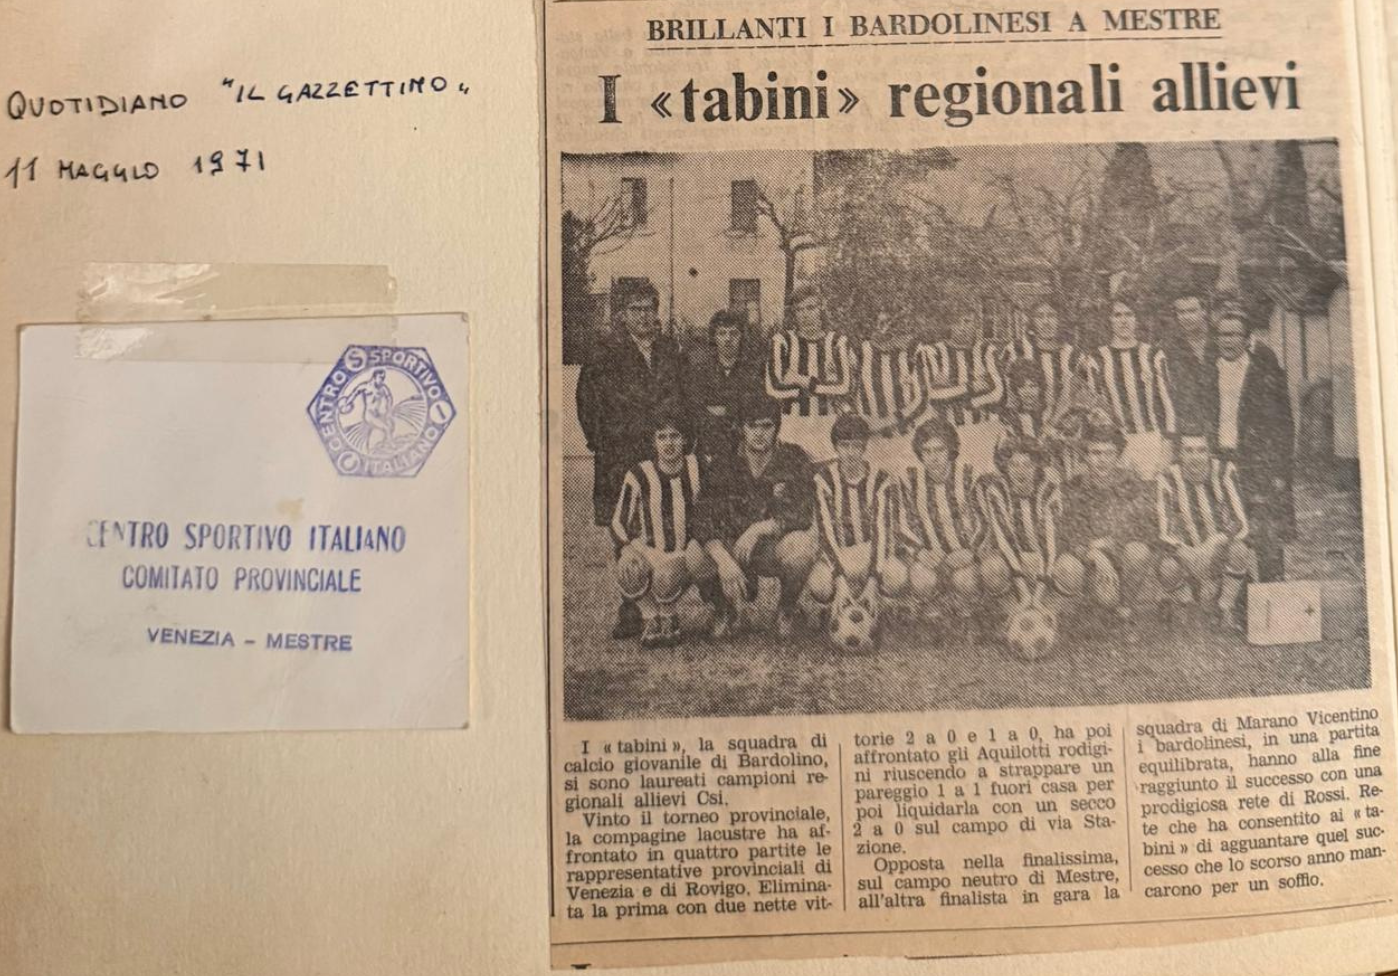 QUOTIDIANO "IL GAZZETTINO"
11 MAGGIO 1971
CENTRO SPORTIVO ITALIANO
CENTRO SPORTIVO ITALIANO
COMITATO PROVINCIALE
VENEZIA - MESTRE
BRILLANTI I BARDOLINESI A MESTRE
I «tabini» regionali allievi
I « tabini », la squadra di
calcio giovanile di Bardolino,
si sono laureati campioni re-
gionali allievi Csi.
Vinto il torneo provinciale,
la compagine lacustre ha af-
frontato in quattro partite le
rappresentative provinciali di
Venezia e di Rovigo. Elimina-
ta la prima con due nette vit-
torie 2 a 0 e 1 a 0, ha poi
affrontato gli Aquilotti rodigi-
ni riuscendo a strappare un
pareggio 1 a 1 fuori casa per
poi liquidarla con un secco
2 a 0 sul campo di via Sta-
zione.
Opposta nella finalissima,
sul campo neutro di Mestre,
all'altra finalista in gara la
squadra di Marano Vicentino
i bardolinesi, in una partita
equilibrata, hanno alla fine
raggiunto il successo con una
prodigiosa rete di Rossi. Re-
te che ha consentito ai « ta-
bini » di agguantare quel suc-
cesso che lo scorso anno man-
carono per un soffio.